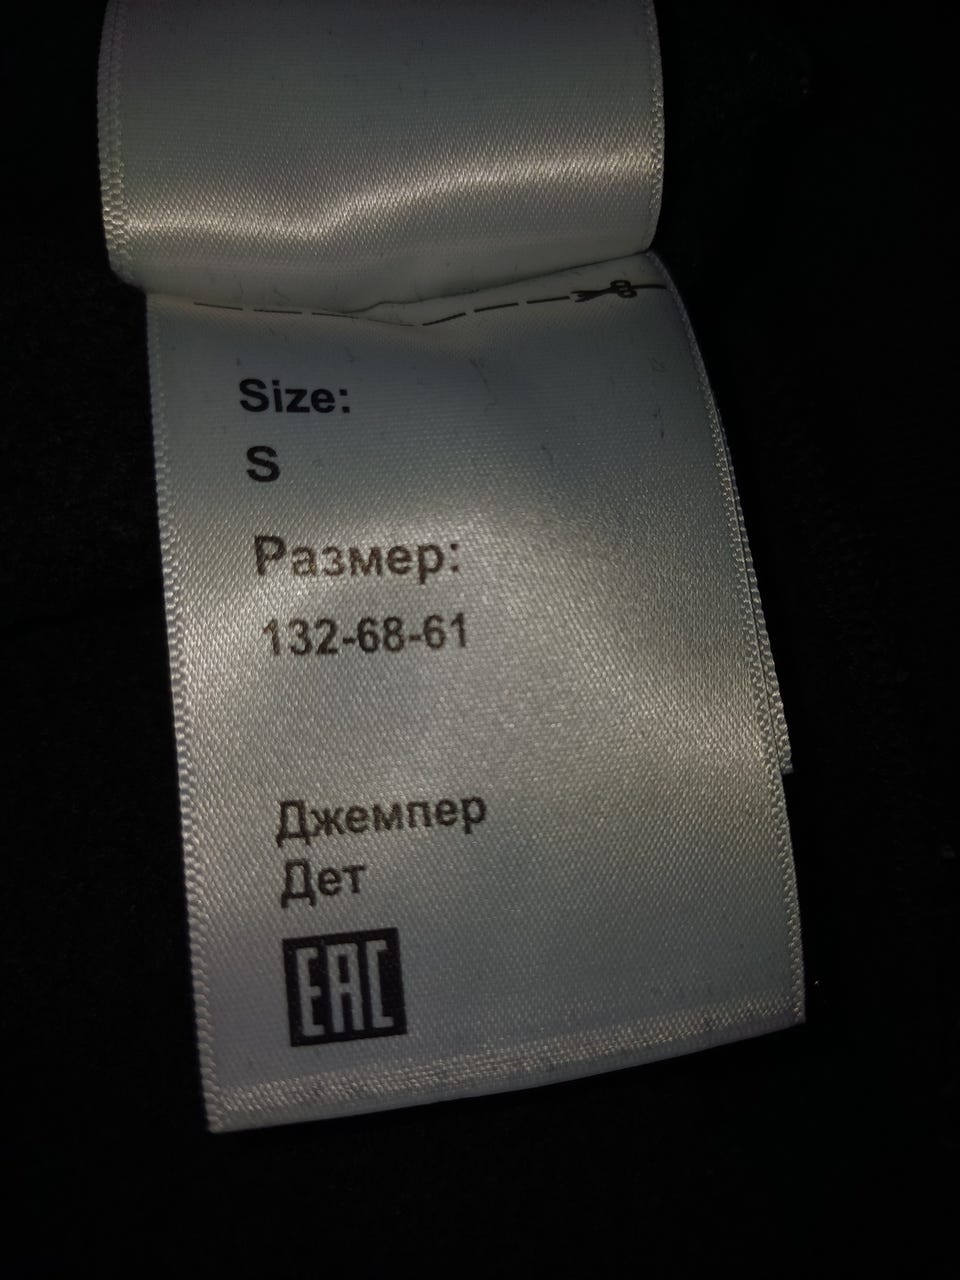 Size:
S
Размер:
132-68-61
Джемпер
Дет
EAC